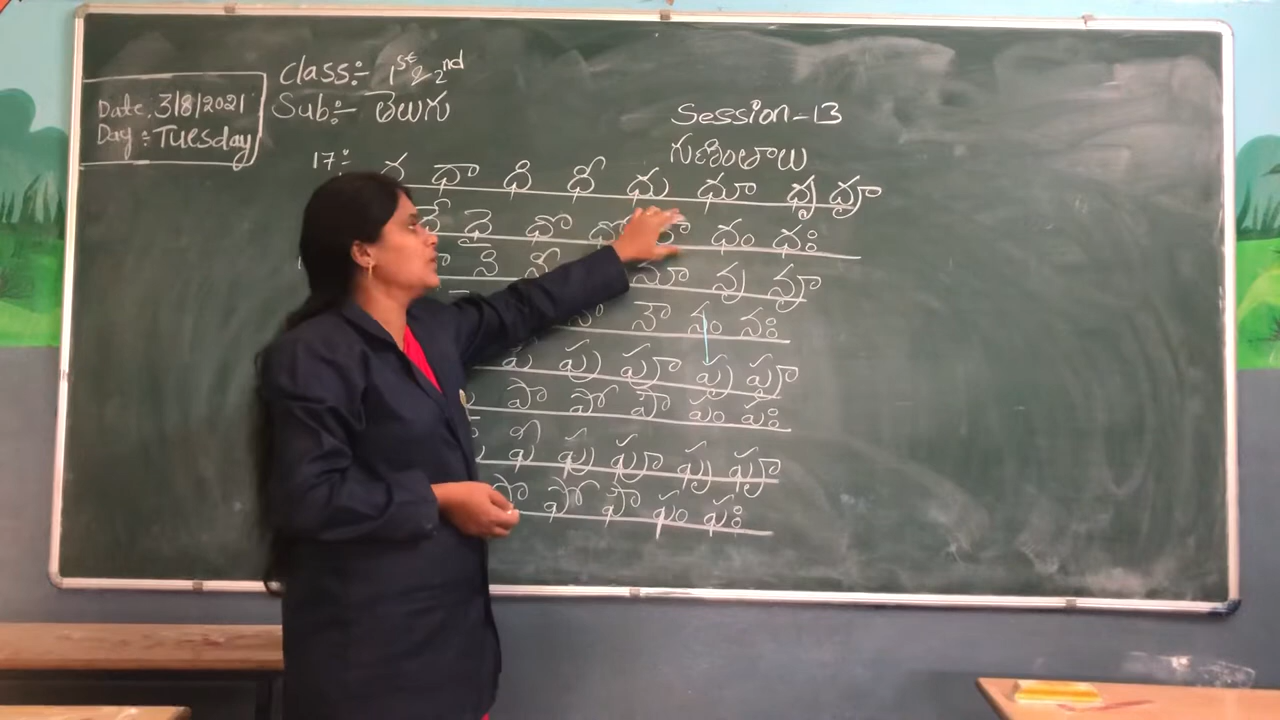 Class:- 1st & 2nd
Date. 3/8/2021
Sub:- తెలుగు
Day : Tuesday
Session - 13
గుణింతాలు
17: ధ ధా ధి ధీ ధు ధూ ధృ ధౄ
ధే ధై ధొ ధో ధం ధః
ని నీ నూ నృ నౄ
నౌ నం నః
పు పూ పృ పౄ
పొ పో పౌ పం పః
ఫీ ఫు ఫూ ఫృ ఫౄ
ఫొ ఫో ఫౌ ఫం ఫః